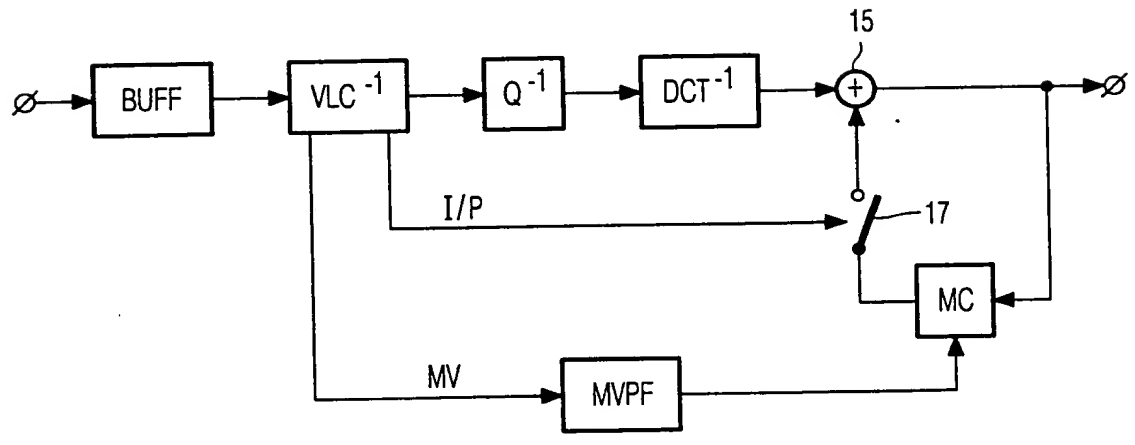 15
BUFF
VLC⁻¹
Q⁻¹
DCT⁻¹
+
I/P
17
MC
MV
MVPF